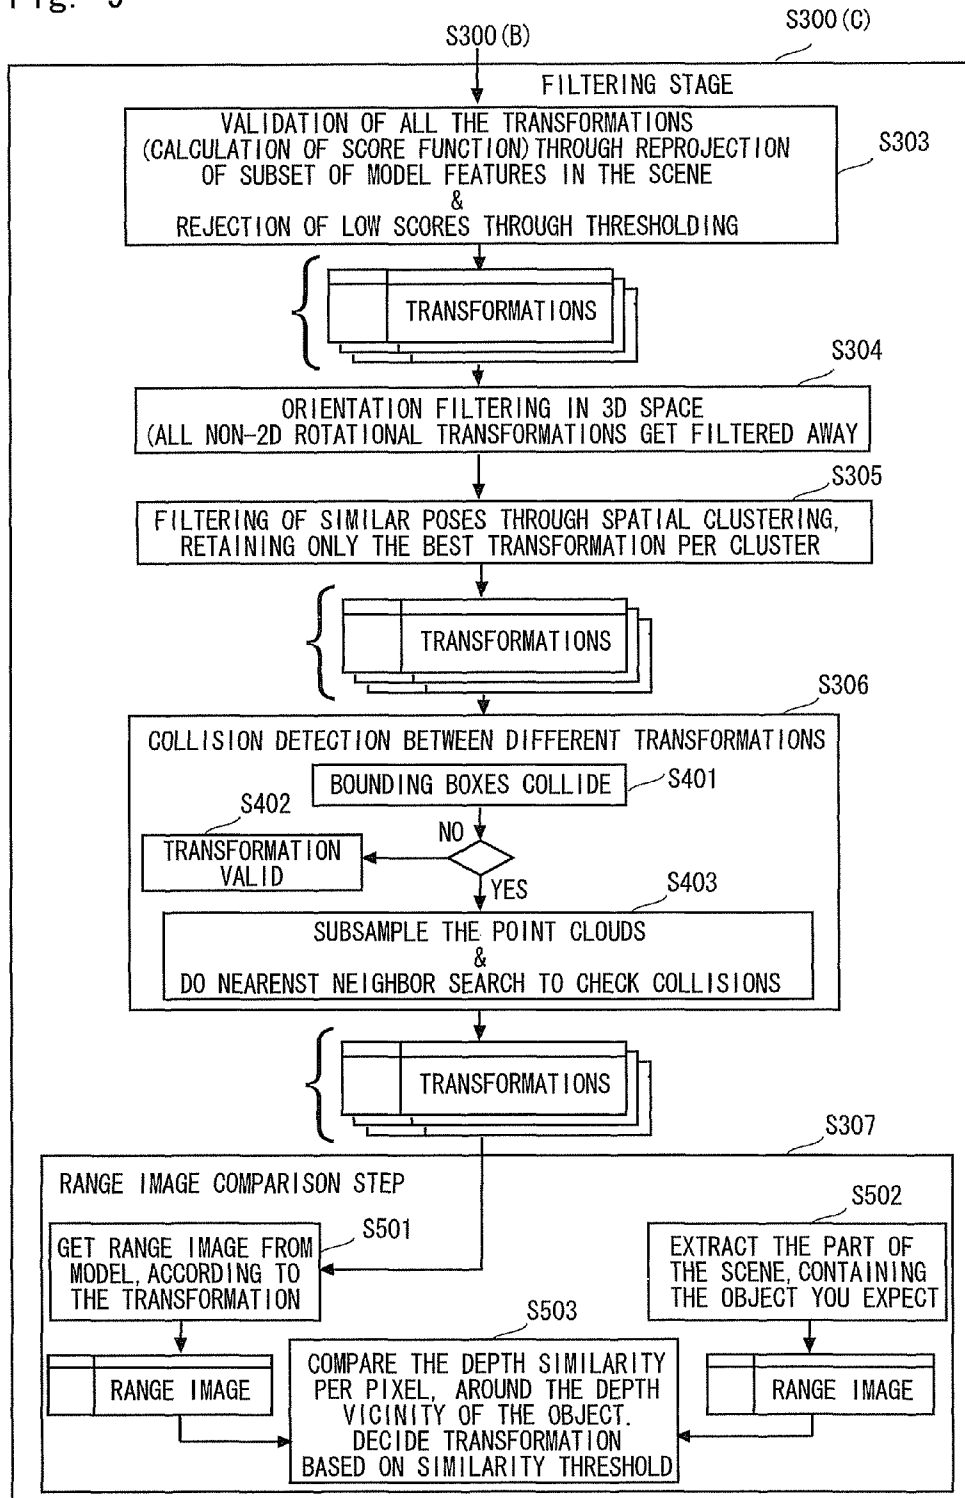 Fig. 9
S300(B)
S300(C)
FILTERING STAGE
VALIDATION OF ALL THE TRANSFORMATIONS
(CALCULATION OF SCORE FUNCTION)THROUGH REPROJECTION
OF SUBSET OF MODEL FEATURES IN THE SCENE
&
REJECTION OF LOW SCORES THROUGH THRESHOLDING
S303
TRANSFORMATIONS
S304
ORIENTATION FILTERING IN 3D SPACE
(ALL NON-2D ROTATIONAL TRANSFORMATIONS GET FILTERED AWAY
S305
FILTERING OF SIMILAR POSES THROUGH SPATIAL CLUSTERING,
RETAINING ONLY THE BEST TRANSFORMATION PER CLUSTER
TRANSFORMATIONS
S306
COLLISION DETECTION BETWEEN DIFFERENT TRANSFORMATIONS
BOUNDING BOXES COLLIDE
S401
S402
NO
TRANSFORMATION
VALID
YES
S403
SUBSAMPLE THE POINT CLOUDS
&
DO NEARENST NEIGHBOR SEARCH TO CHECK COLLISIONS
TRANSFORMATIONS
S307
RANGE IMAGE COMPARISON STEP
S501
GET RANGE IMAGE FROM
MODEL, ACCORDING TO
THE TRANSFORMATION
S502
EXTRACT THE PART OF
THE SCENE, CONTAINING
THE OBJECT YOU EXPECT
RANGE IMAGE
S503
COMPARE THE DEPTH SIMILARITY
PER PIXEL, AROUND THE DEPTH
VICINITY OF THE OBJECT.
DECIDE TRANSFORMATION
BASED ON SIMILARITY THRESHOLD
RANGE IMAGE